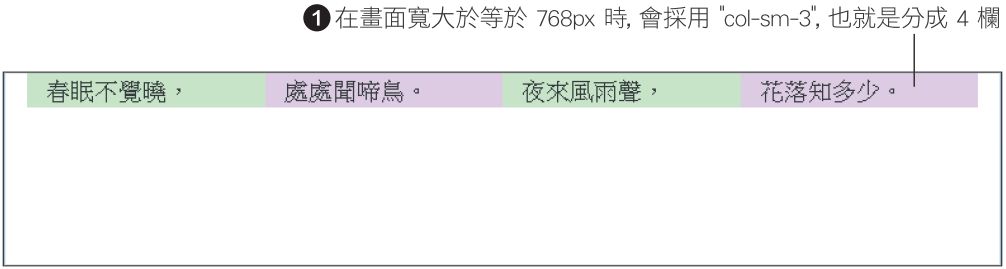 ❶ 在畫面寬大於等於 768px 時, 會採用 "col-sm-3", 也就是分成 4 欄
春眠不覺曉， 處處聞啼鳥。 夜來風雨聲， 花落知多少。